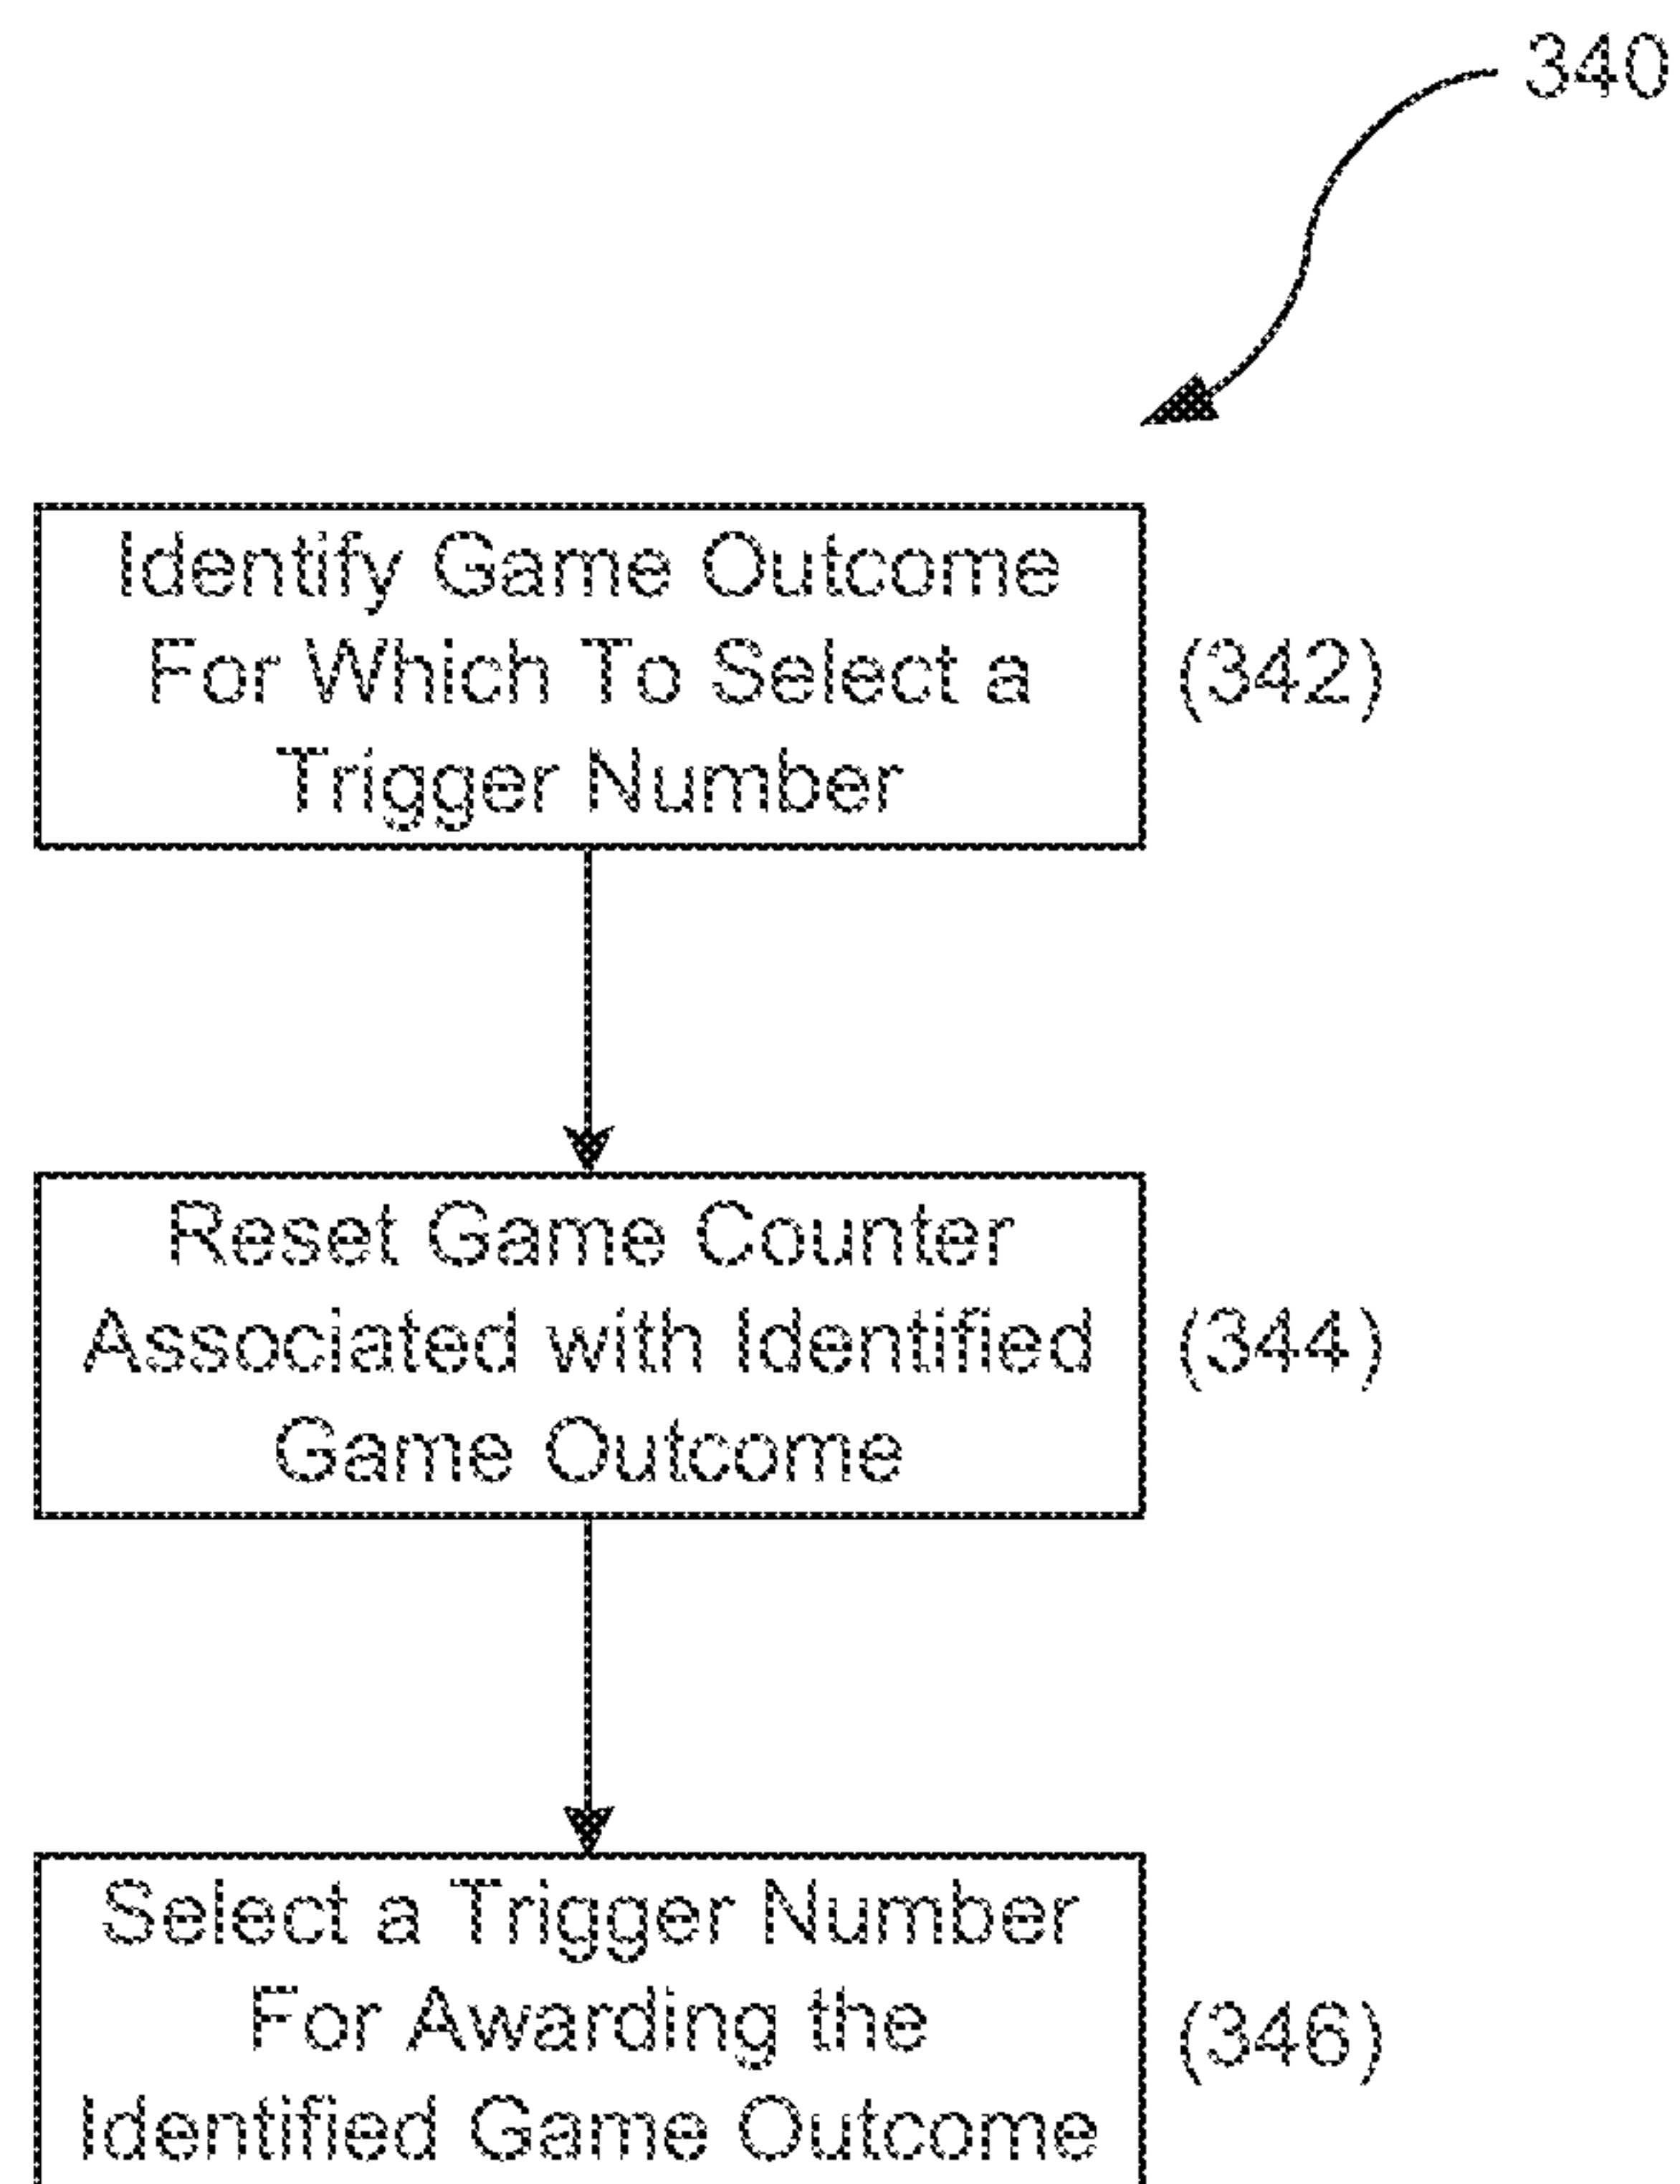 340
Identify Game Outcome
For Which To Select a
Trigger Number
(342)
Reset Game Counter
Associated with Identified
Game Outcome
(344)
Select a Trigger Number
For Awarding the
Identified Game Outcome
(346)